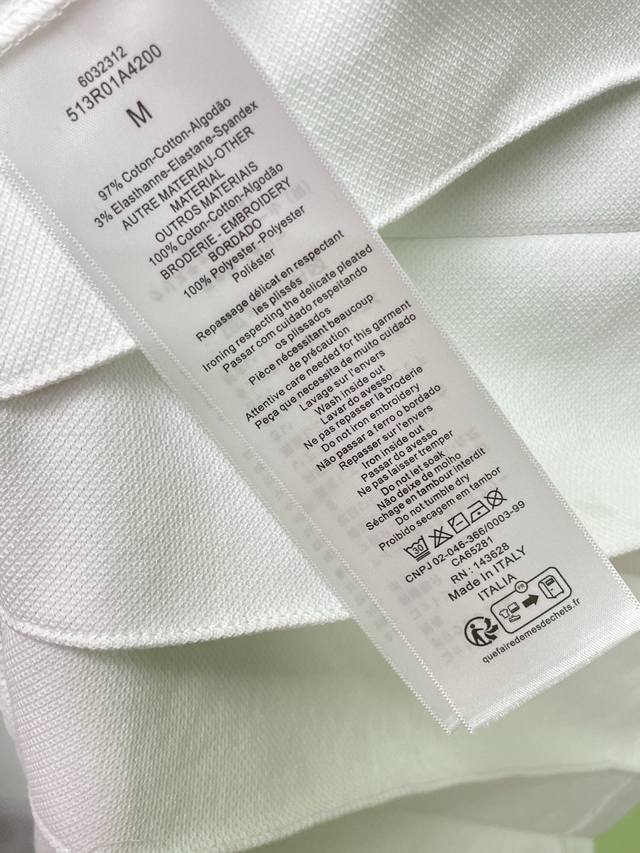 6032312
513R01A4200
M
97% Coton-Cotton-Algodão
3% Elasthanne-Elastane-Spandex
AUTRE MATERIAU-OTHER
MATERIAL
OUTROS MATERIAIS
100% Coton-Cotton-Algodão
BRODERIE - EMBROIDERY
BORDADO
100% Polyester-Polyester
Poliéster
Repassage délicat en respectant
les plissés
Ironing respecting the delicate pleated
Passar com cuidado respeitando
os plissados
Pièce nécessitant beaucoup
de précaution
Attentive care needed for this garment
Peça que necesita de muito cuidado
Lavage sur l'envers
Wash inside out
Lavar do avesso
Ne pas repasser la broderie
Do not iron embroidery
Não passar a ferro o bordado
Repasser sur l'envers
Iron inside out
Passar do avesso
Ne pas laisser tremper
Do not let soak
Não deixe de molho
Séchage en tambour interdit
Do not tumble dry
Proibido secagem em tambor
30
CNPJ 02-046-366/0003-99
CA65281
RN : 143628
Made In ITALY
ITALIA
FR
quefairedemesdechets.fr